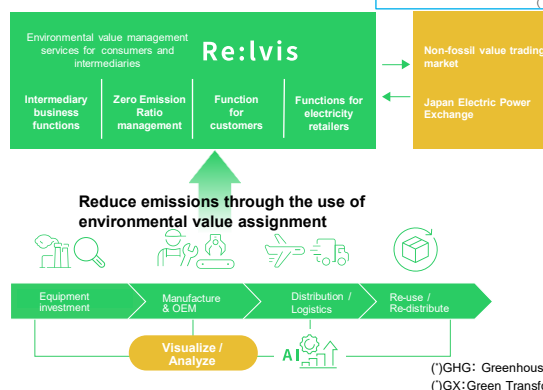 (
Environmental value management
services for consumers and
intermediaries
Re:lvis
Intermediary
business
functions
Zero Emission
Ratio
management
Function
for
customers
Functions for
electricity
retailers
Non-fossil value trading
market
Japan Electric Power
Exchange
Reduce emissions through the use of
environmental value assignment
Equipment
investment
Manufacture
& OEM
Distribution /
Logistics
Re-use /
Re-distribute
Visualize /
Analyze
AI
(*)GHG: Greenhous
(*)GX:Green Transfo